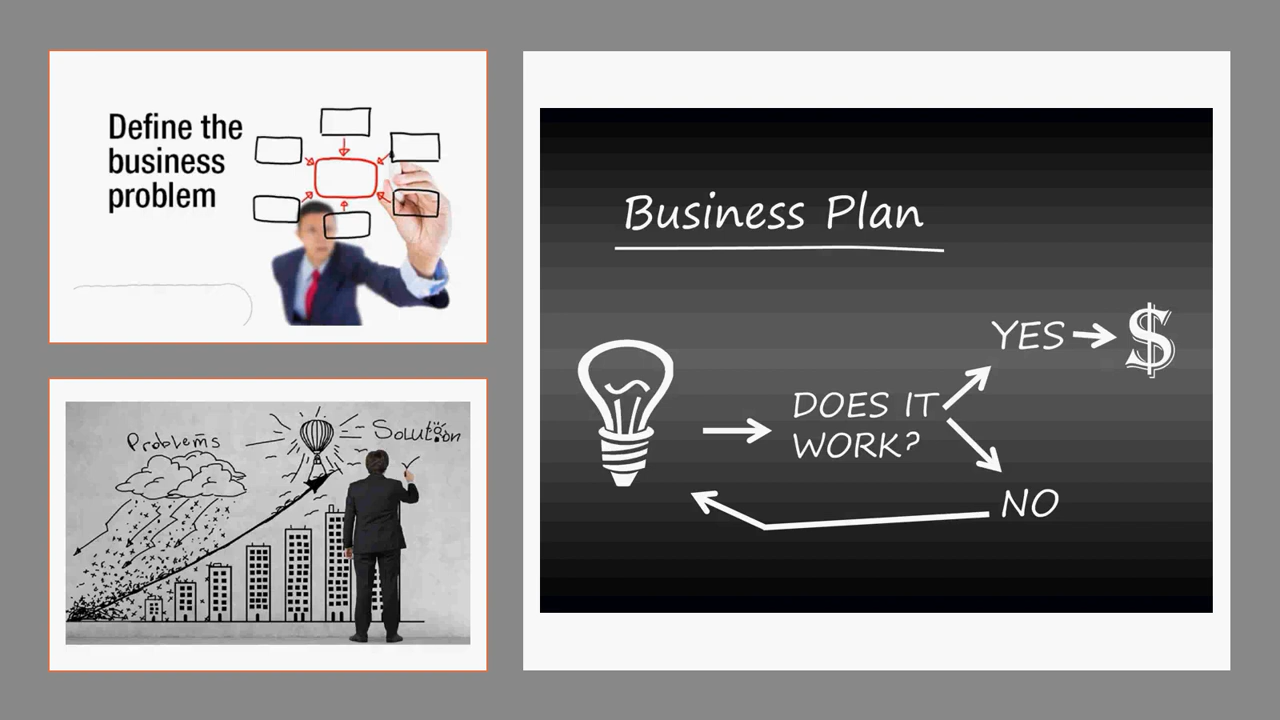 Define the
business
problem
Problems
Solution
Business Plan
DOES IT
WORK?
YES
$
NO